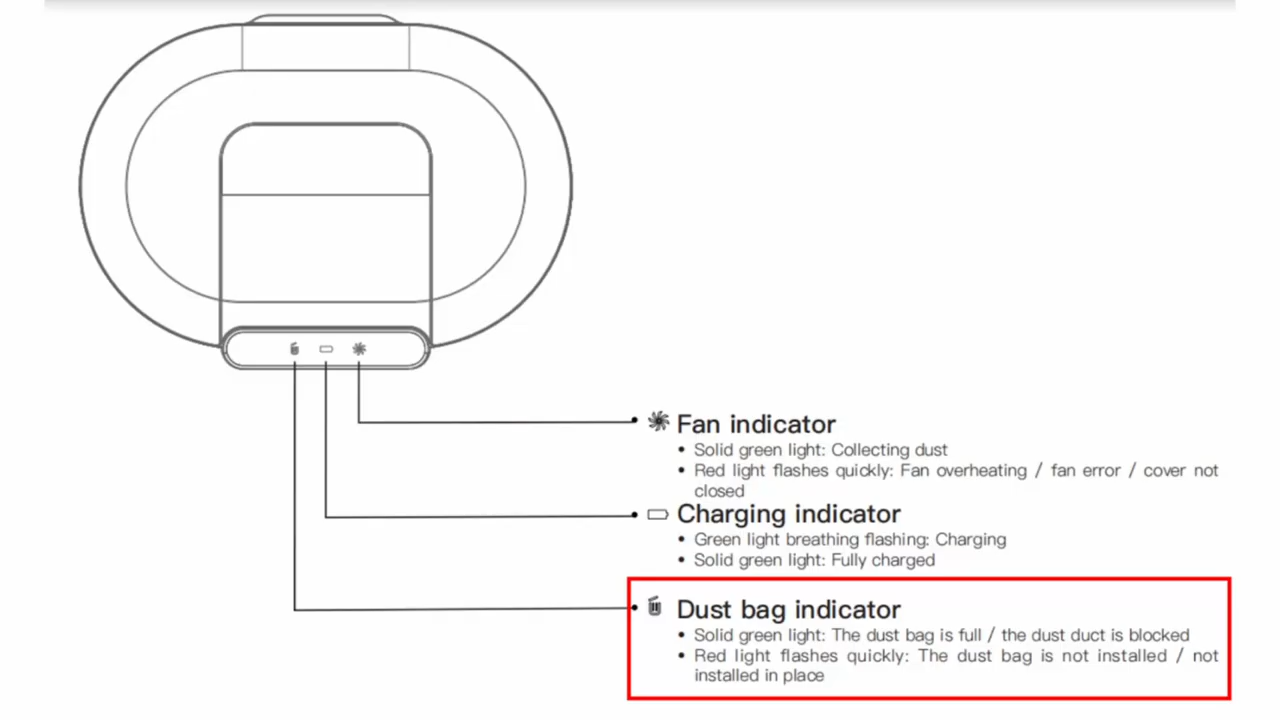 Fan indicator
• Solid green light: Collecting dust
• Red light flashes quickly: Fan overheating / fan error / cover not
closed
Charging indicator
• Green light breathing flashing: Charging
• Solid green light: Fully charged
Dust bag indicator
• Solid green light: The dust bag is full / the dust duct is blocked
• Red light flashes quickly: The dust bag is not installed / not
installed in place